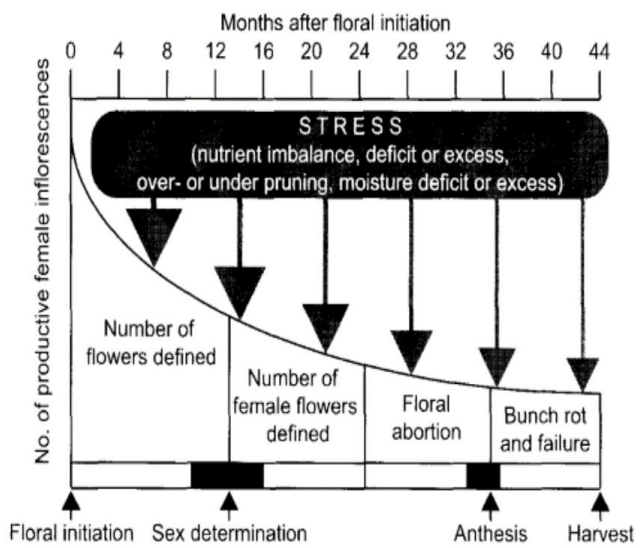 Months after floral initiation
0 4 8 12 16 20 24 28 32 36 40 44
No. of productive female inflorescences
STRESS
(nutrient imbalance, deficit or excess,
over- or under pruning, moisture deficit or excess)
Number of
flowers defined
Number of
female flowers
defined
Floral
abortion
Bunch rot
and failure
Floral initiation Sex determination Anthesis Harvest